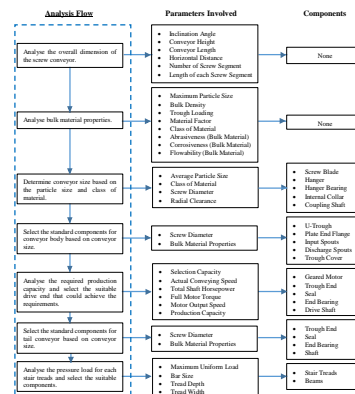 Analysis Flow
Parameters Involved
Components
Analyse the overall dimension of
the screw conveyor.
• Inclination Angle
• Conveyor Height
• Conveyor Length
• Horizontal Distance
• Number of Screw Segment
• Length of each Screw Segment
None
Analyse bulk material properties.
• Maximum Particle Size
• Bulk Density
• Trough Loading
• Material Factor
• Class of Material
• Abrasiveness (Bulk Material)
• Corrosiveness (Bulk Material)
• Flowability (Bulk Material)
None
Determine conveyor size based on
the particle size and class of
material.
• Average Particle Size
• Class of Material
• Screw Diameter
• Radial Clearance
• Screw Blade
• Hanger
• Hanger Bearing
• Internal Collar
• Coupling Shaft
Select the standard components for
conveyor body based on conveyor
size.
• Screw Diameter
• Bulk Material Properties
• U-Trough
• Plate End Flange
• Input Spouts
• Discharge Spouts
• Trough Cover
Analyse the required production
capacity and select the suitable
drive end that could achieve the
requirements.
• Selection Capacity
• Actual Conveying Speed
• Total Shaft Horsepower
• Full Motor Torque
• Motor Output Speed
• Production Capacity
• Geared Motor
• Trough End
• Seal
• End Bearing
• Drive Shaft
Select the standard components for
tail conveyor based on conveyor
size.
• Screw Diameter
• Bulk Material Properties
• Trough End
• Seal
• End Bearing
• Shaft
Analyse the pressure load for each
stair treads and select the suitable
components.
• Maximum Uniform Load
• Bar Size
• Tread Depth
• Tread Width
• Stair Treads
• Beams